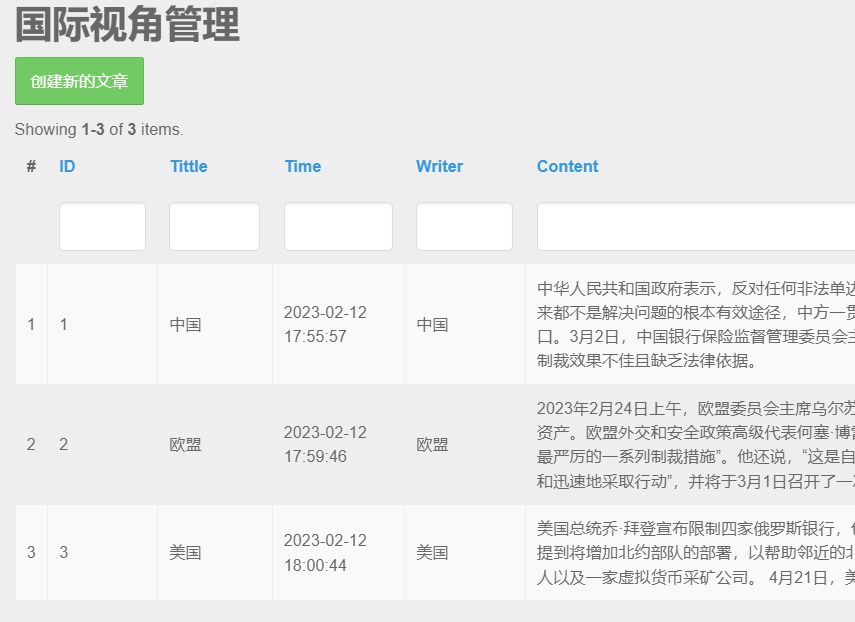 国际视角管理
创建新的文章
Showing 1-3 of 3 items.
# ID Tittle Time Writer Content
1 1 中国 2023-02-12 17:55:57 中国
中华人民共和国政府表示，反对任何非法单边
来都不是解决问题的根本有效途径，中方一贯
口。3月2日，中国银行保险监督管理委员会主
制裁效果不佳且缺乏法律依据。
2 2 欧盟 2023-02-12 17:59:46 欧盟
2023年2月24日上午，欧盟委员会主席乌尔苏
资产。欧盟外交和安全政策高级代表何塞·博雷
最严厉的一系列制裁措施”。他还说，“这是自
和迅速地采取行动”，并将于3月1日召开了一次
3 3 美国 2023-02-12 18:00:44 美国
美国总统乔·拜登宣布限制四家俄罗斯银行，包
提到将增加北约部队的部署，以帮助邻近的北
人以及一家虚拟货币采矿公司。 4月21日，美